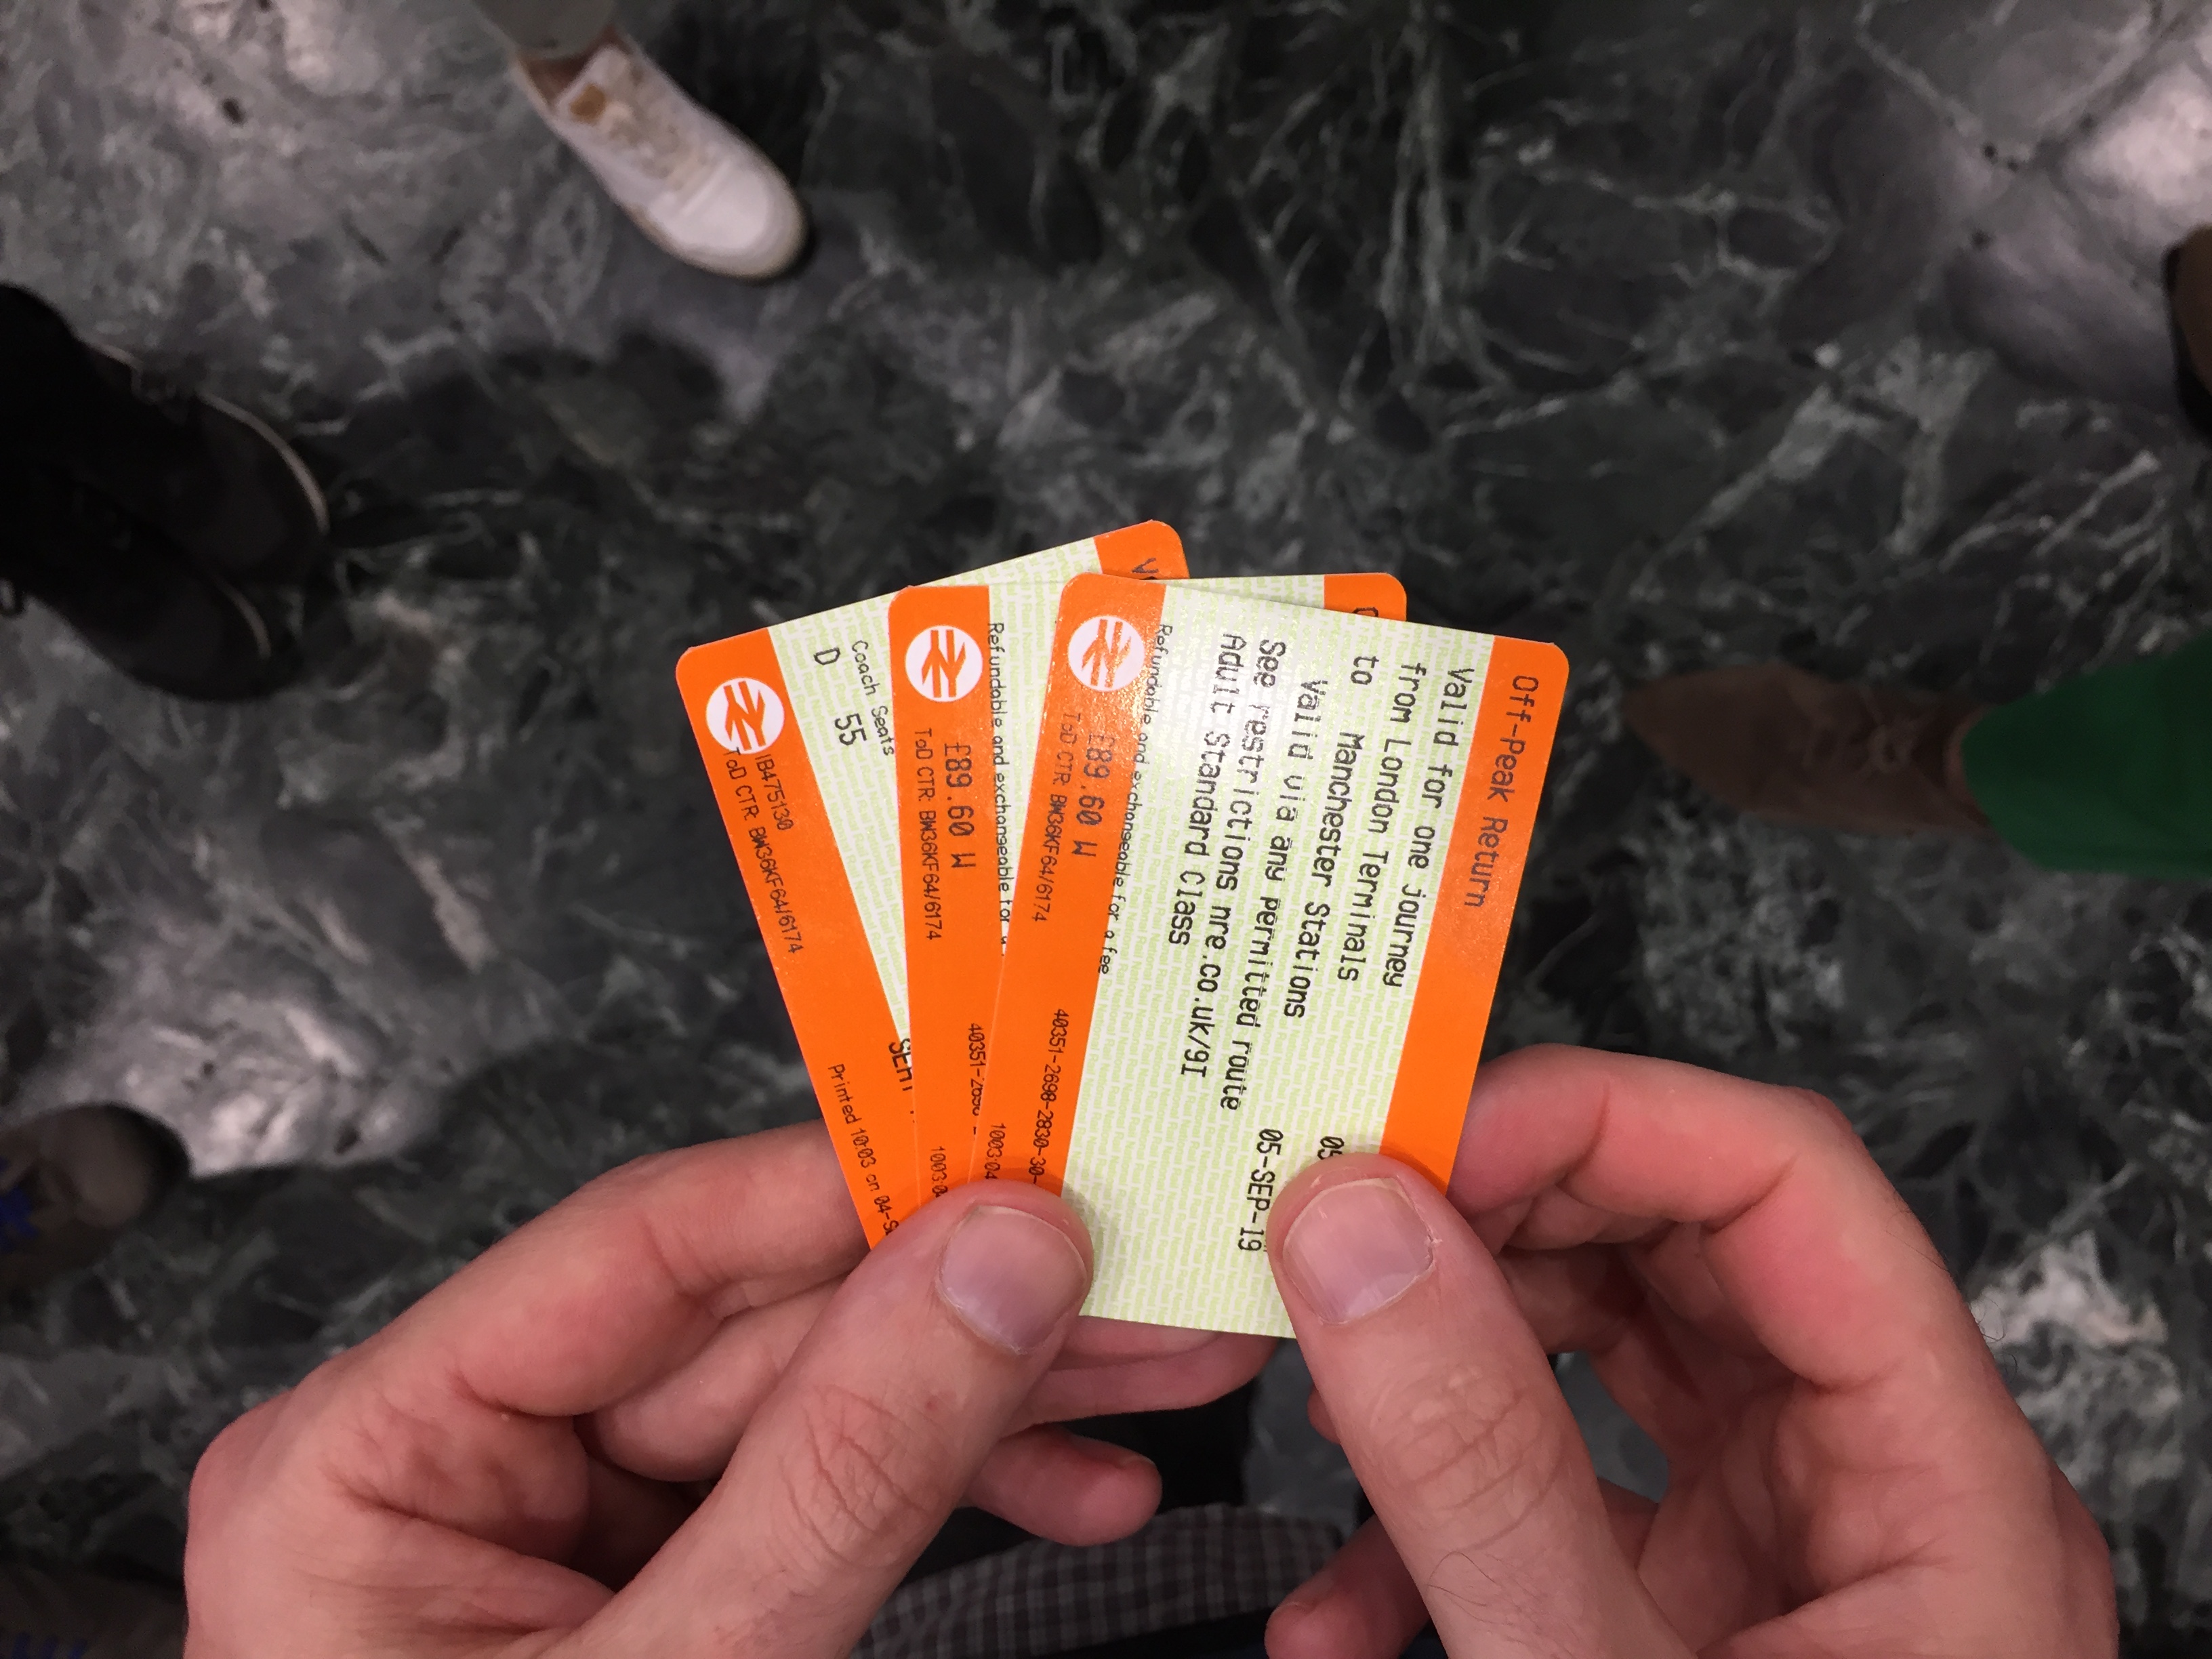 Off-Peak Return
Valid for one journey
from London Terminals
05
to Manchester Stations
05-SEP-19
Valid via any permitted route
See restrictions nre.co.uk/9I
Adult Standard Class
Refundable and exchangeable for a fee
£89.60 W
ToD CTR: BW36KF64/6174
40351-2698-2830-30-
1003:04
Refundable and exchangeable for a
£89.60 W
40351-2698-
ToD CTR: BW36KF64/6174
1003:04
Coach Seats
D 55
IB475130
ToD CTR: BW36KF64/6174
Printed 10:03 on 04-S